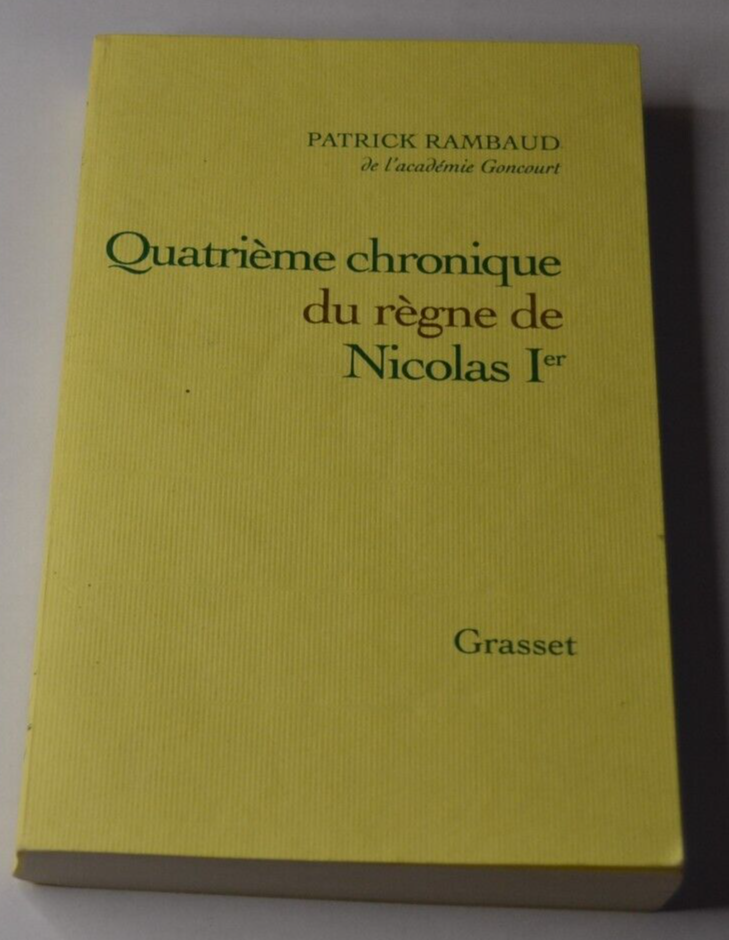 PATRICK RAMBAUD
de l'académie Goncourt
Quatrième chronique
du règne de
Nicolas Ier
Grasset